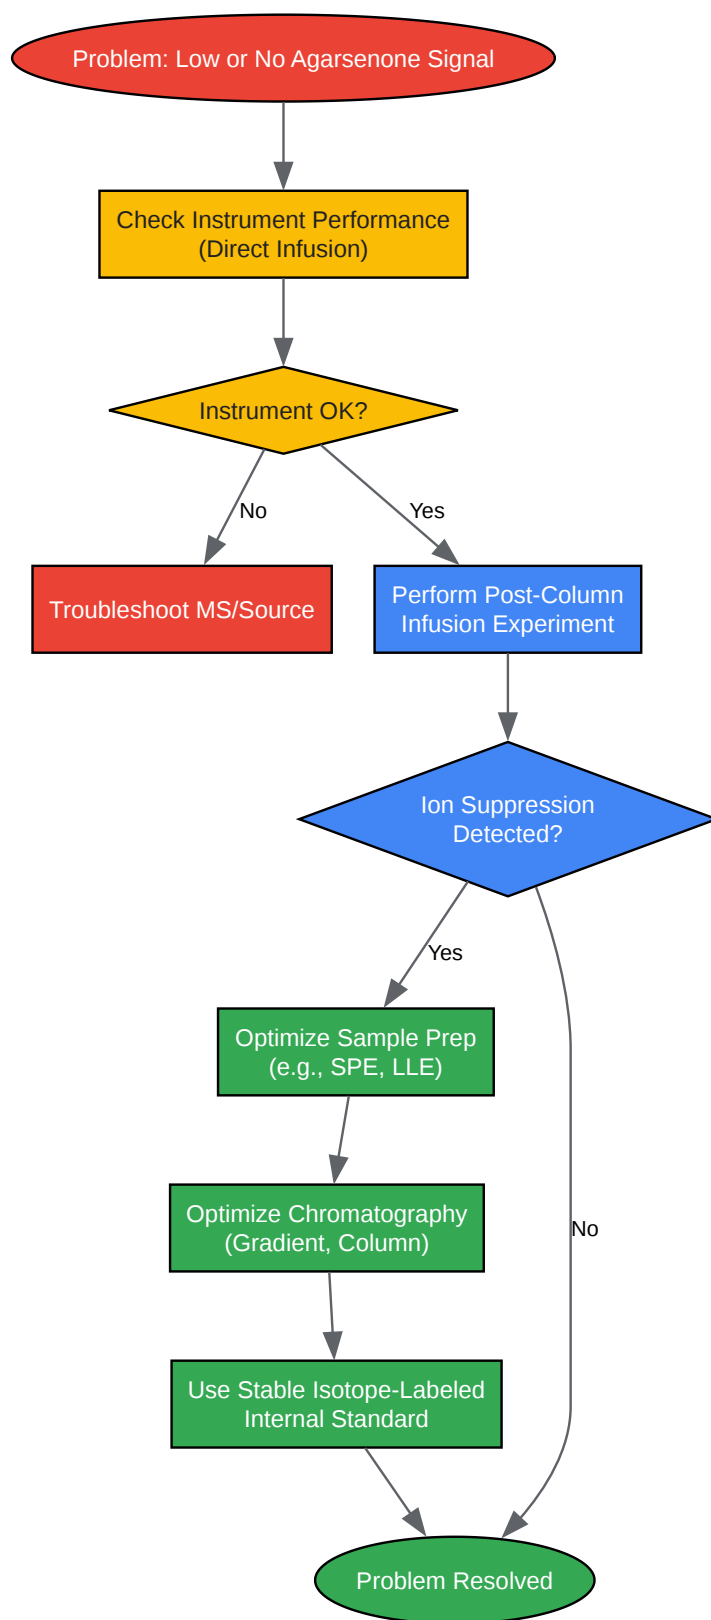 Problem: Low or No Agarsenone Signal
Check Instrument Performance
(Direct Infusion)
Instrument OK?
No
Yes
Troubleshoot MS/Source
Perform Post-Column
Infusion Experiment
Ion Suppression
Detected?
Yes
Optimize Sample Prep
(e.g., SPE, LLE)
Optimize Chromatography
(Gradient, Column)
No
Use Stable Isotope-Labeled
Internal Standard
Problem Resolved